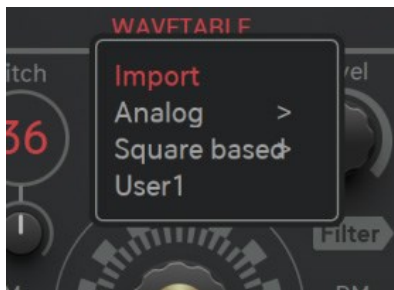 WAVETABLE
itch
Import
vel
Analog >
36
Square based >
User1
Filter